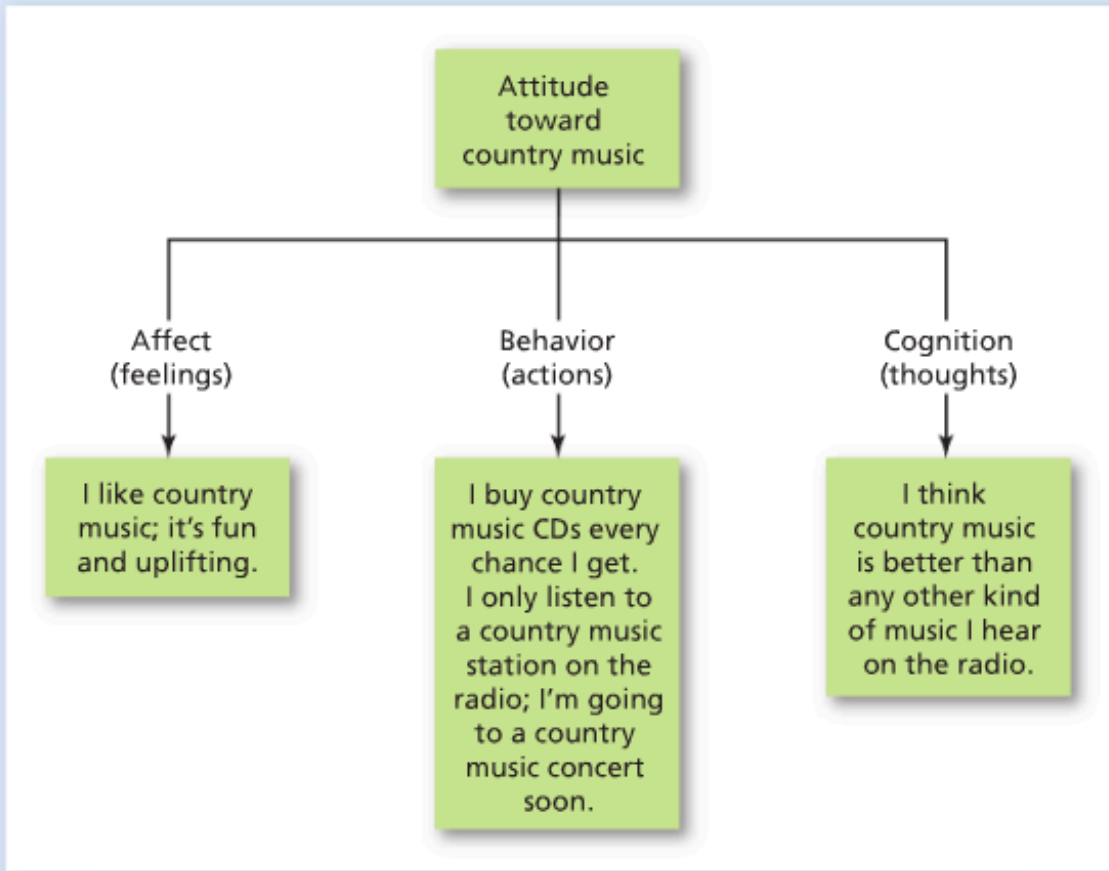 Attitude
toward
country music
Affect
(feelings)
Behavior
(actions)
Cognition
(thoughts)
I like country
music; it's fun
and uplifting.
I buy country
music CDs every
chance I get.
I only listen to
a country music
station on the
radio; I'm going
to a country
music concert
soon.
I think
country music
is better than
any other kind
of music I hear
on the radio.